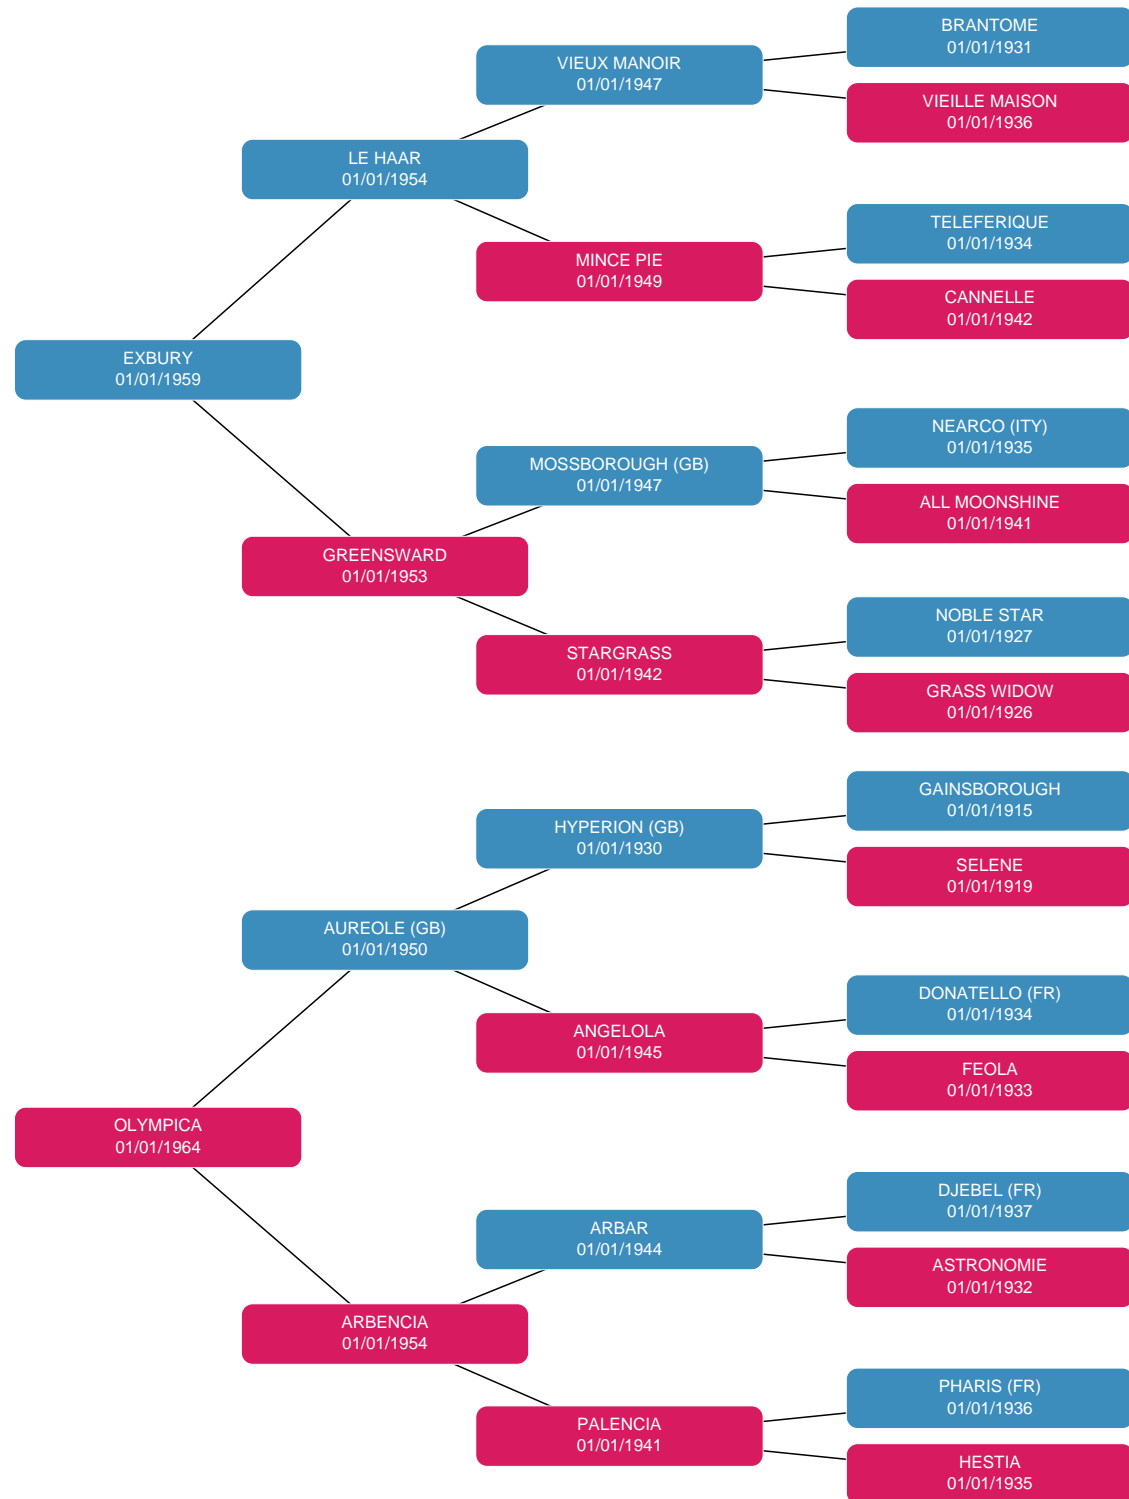 BRANTOME
01/01/1931
VIEUX MANOIR
01/01/1947
VIEILLE MAISON
01/01/1936
LE HAAR
01/01/1954
TELEFERIQUE
01/01/1934
MINCE PIE
01/01/1949
CANNELLE
01/01/1942
EXBURY
01/01/1959
NEARCO (ITY)
01/01/1935
MOSSBOROUGH (GB)
01/01/1947
ALL MOONSHINE
01/01/1941
GREENSWARD
01/01/1953
NOBLE STAR
01/01/1927
STARGRASS
01/01/1942
GRASS WIDOW
01/01/1926
GAINSBOROUGH
01/01/1915
HYPERION (GB)
01/01/1930
SELENE
01/01/1919
AUREOLE (GB)
01/01/1950
DONATELLO (FR)
01/01/1934
ANGELOLA
01/01/1945
FEOLA
01/01/1933
OLYMPICA
01/01/1964
DJEBEL (FR)
01/01/1937
ARBAR
01/01/1944
ASTRONOMIE
01/01/1932
ARBENCIA
01/01/1954
PHARIS (FR)
01/01/1936
PALENCIA
01/01/1941
HESTIA
01/01/1935